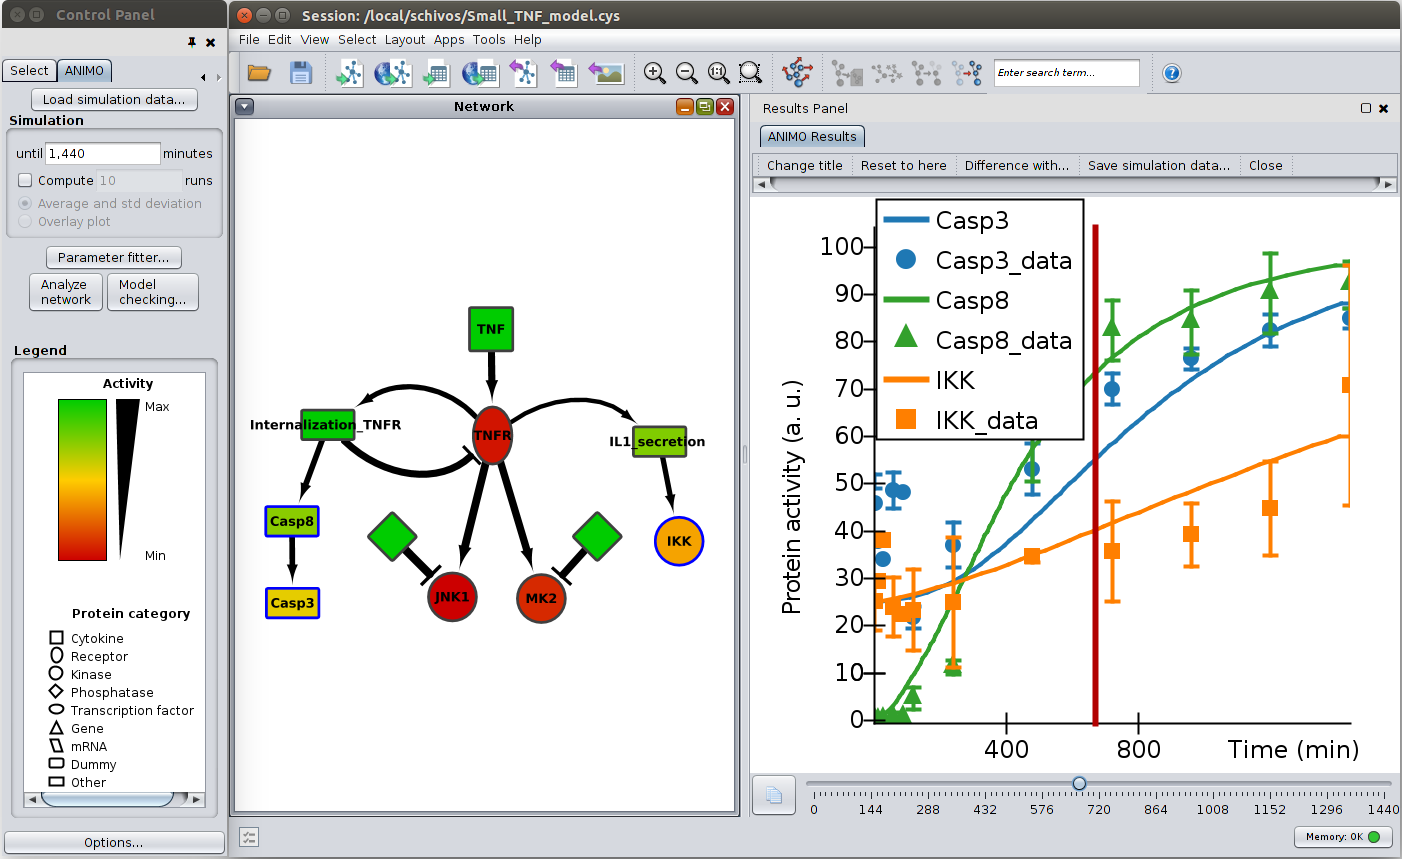 Control Panel
Session: /local/schivos/Small_TNF_model.cys
File Edit View Select Layout Apps Tools Help
Select ANIMO
Load simulation data...
Simulation
until 1,440 minutes
Compute 10 runs
Average and std deviation
Overlay plot
Parameter fitter...
Analyze network
Model checking...
Legend
Activity
Max
Min
Protein category
Cytokine
Receptor
Kinase
Phosphatase
Transcription factor
Gene
mRNA
Dummy
Other
Options...
1:1
Enter search term...
?
Network
TNF
Internalization_TNFR
TNFR
IL1_secretion
Casp8
IKK
Casp3
JNK1
MK2
Results Panel
ANIMO Results
Change title Reset to here Difference with... Save simulation data... Close
Casp3
Casp3_data
Casp8
Casp8_data
IKK
IKK_data
Protein activity (a. u.)
100
90
80
70
60
50
40
30
20
10
0
400 800 Time (min)
0 144 288 432 576 720 864 1008 1152 1296 1440
Memory: OK